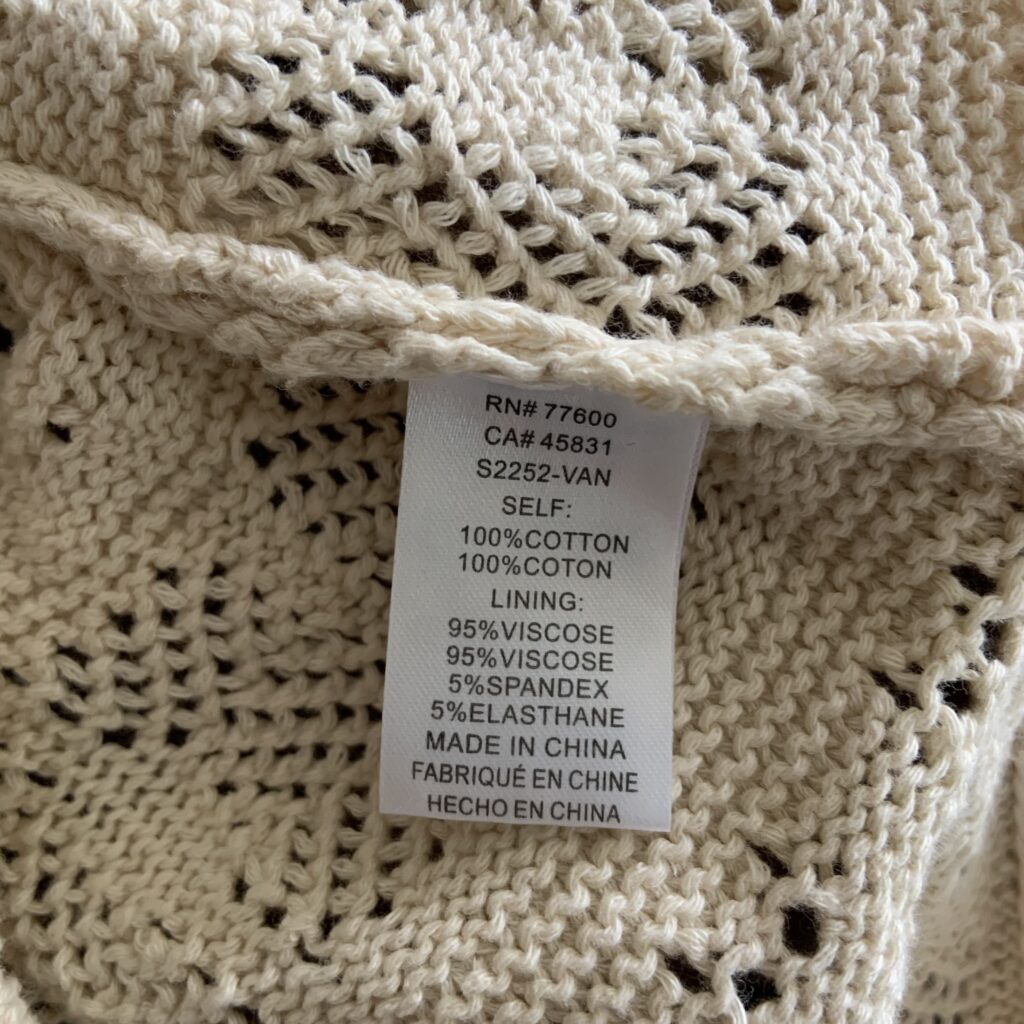 RN# 77600
CA# 45831
S2252-VAN
SELF:
100%COTTON
100%COTON
LINING:
95%VISCOSE
95%VISCOSE
5%SPANDEX
5%ELASTHANE
MADE IN CHINA
FABRIQUÉ EN CHINE
HECHO EN CHINA